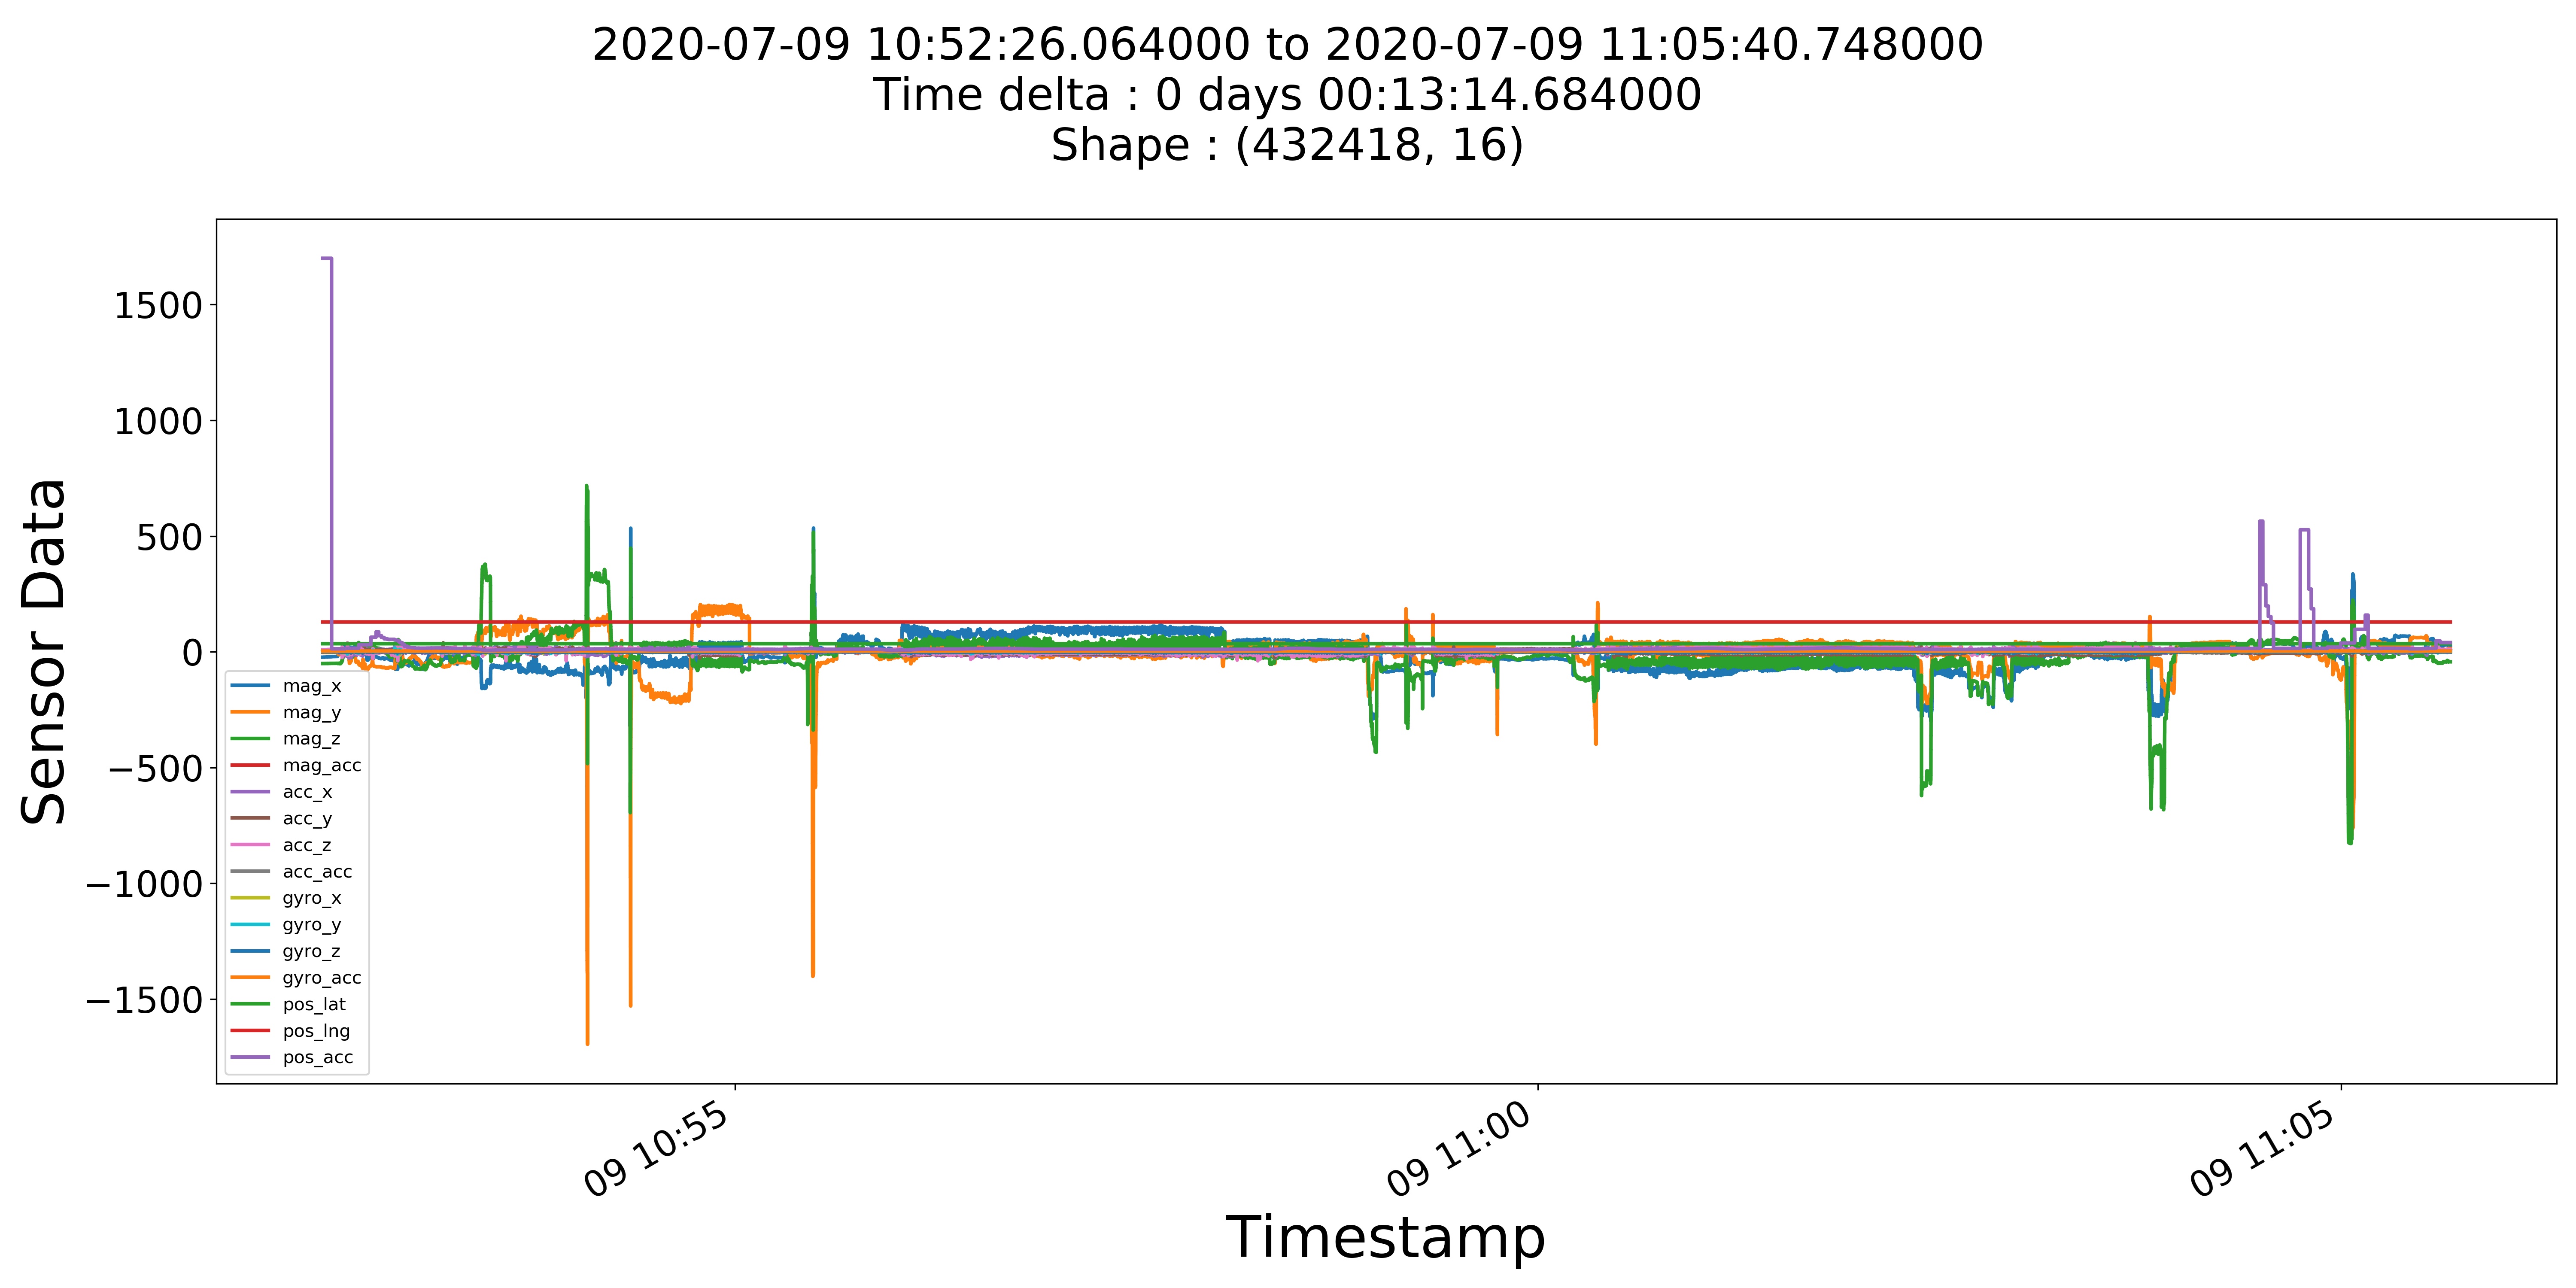 2020-07-09 10:52:26.064000 to 2020-07-09 11:05:40.748000
Time delta : 0 days 00:13:14.684000
Shape : (432418, 16)
Sensor Data
1500
1000
500
0
−500
−1000
−1500
mag_x
mag_y
mag_z
mag_acc
acc_x
acc_y
acc_z
acc_acc
gyro_x
gyro_y
gyro_z
gyro_acc
pos_lat
pos_lng
pos_acc
09 10:55
09 11:00
09 11:05
Timestamp